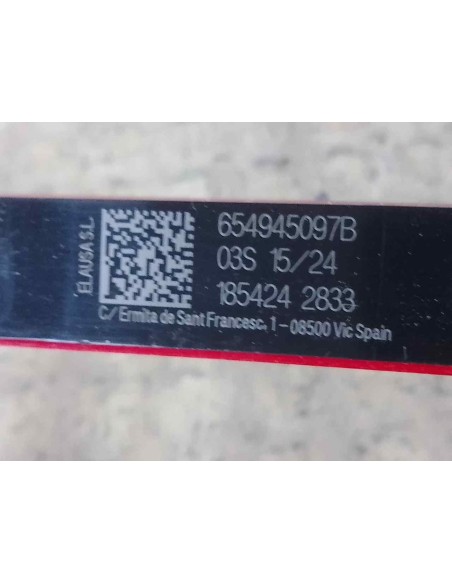 ELAUSA S.L.
654945097B
03S 15/24
185424 2833
C/ Ermita de Sant Francesc, 1 - 08500 Vic Spain